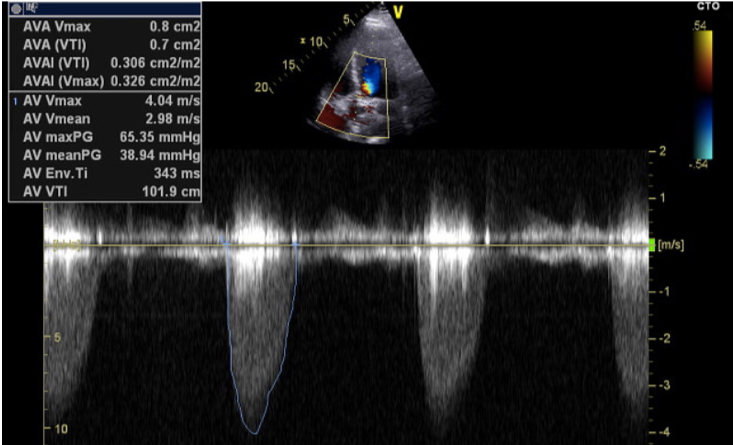 AVA Vmax 0.8 cm2
AVA (VTI) 0.7 cm2
AVAI (VTI) 0.306 cm2/m2
AVAI (Vmax) 0.326 cm2/m2
1 AV Vmax 4.04 m/s
AV Vmean 2.98 m/s
AV maxPG 65.35 mmHg
AV meanPG 38.94 mmHg
AV Env.Ti 343 ms
AV VTI 101.9 cm
V
5
10
15
20
CTO
.54
-.54
2
1
[m/s]
-1
-2
-3
-4
5
10